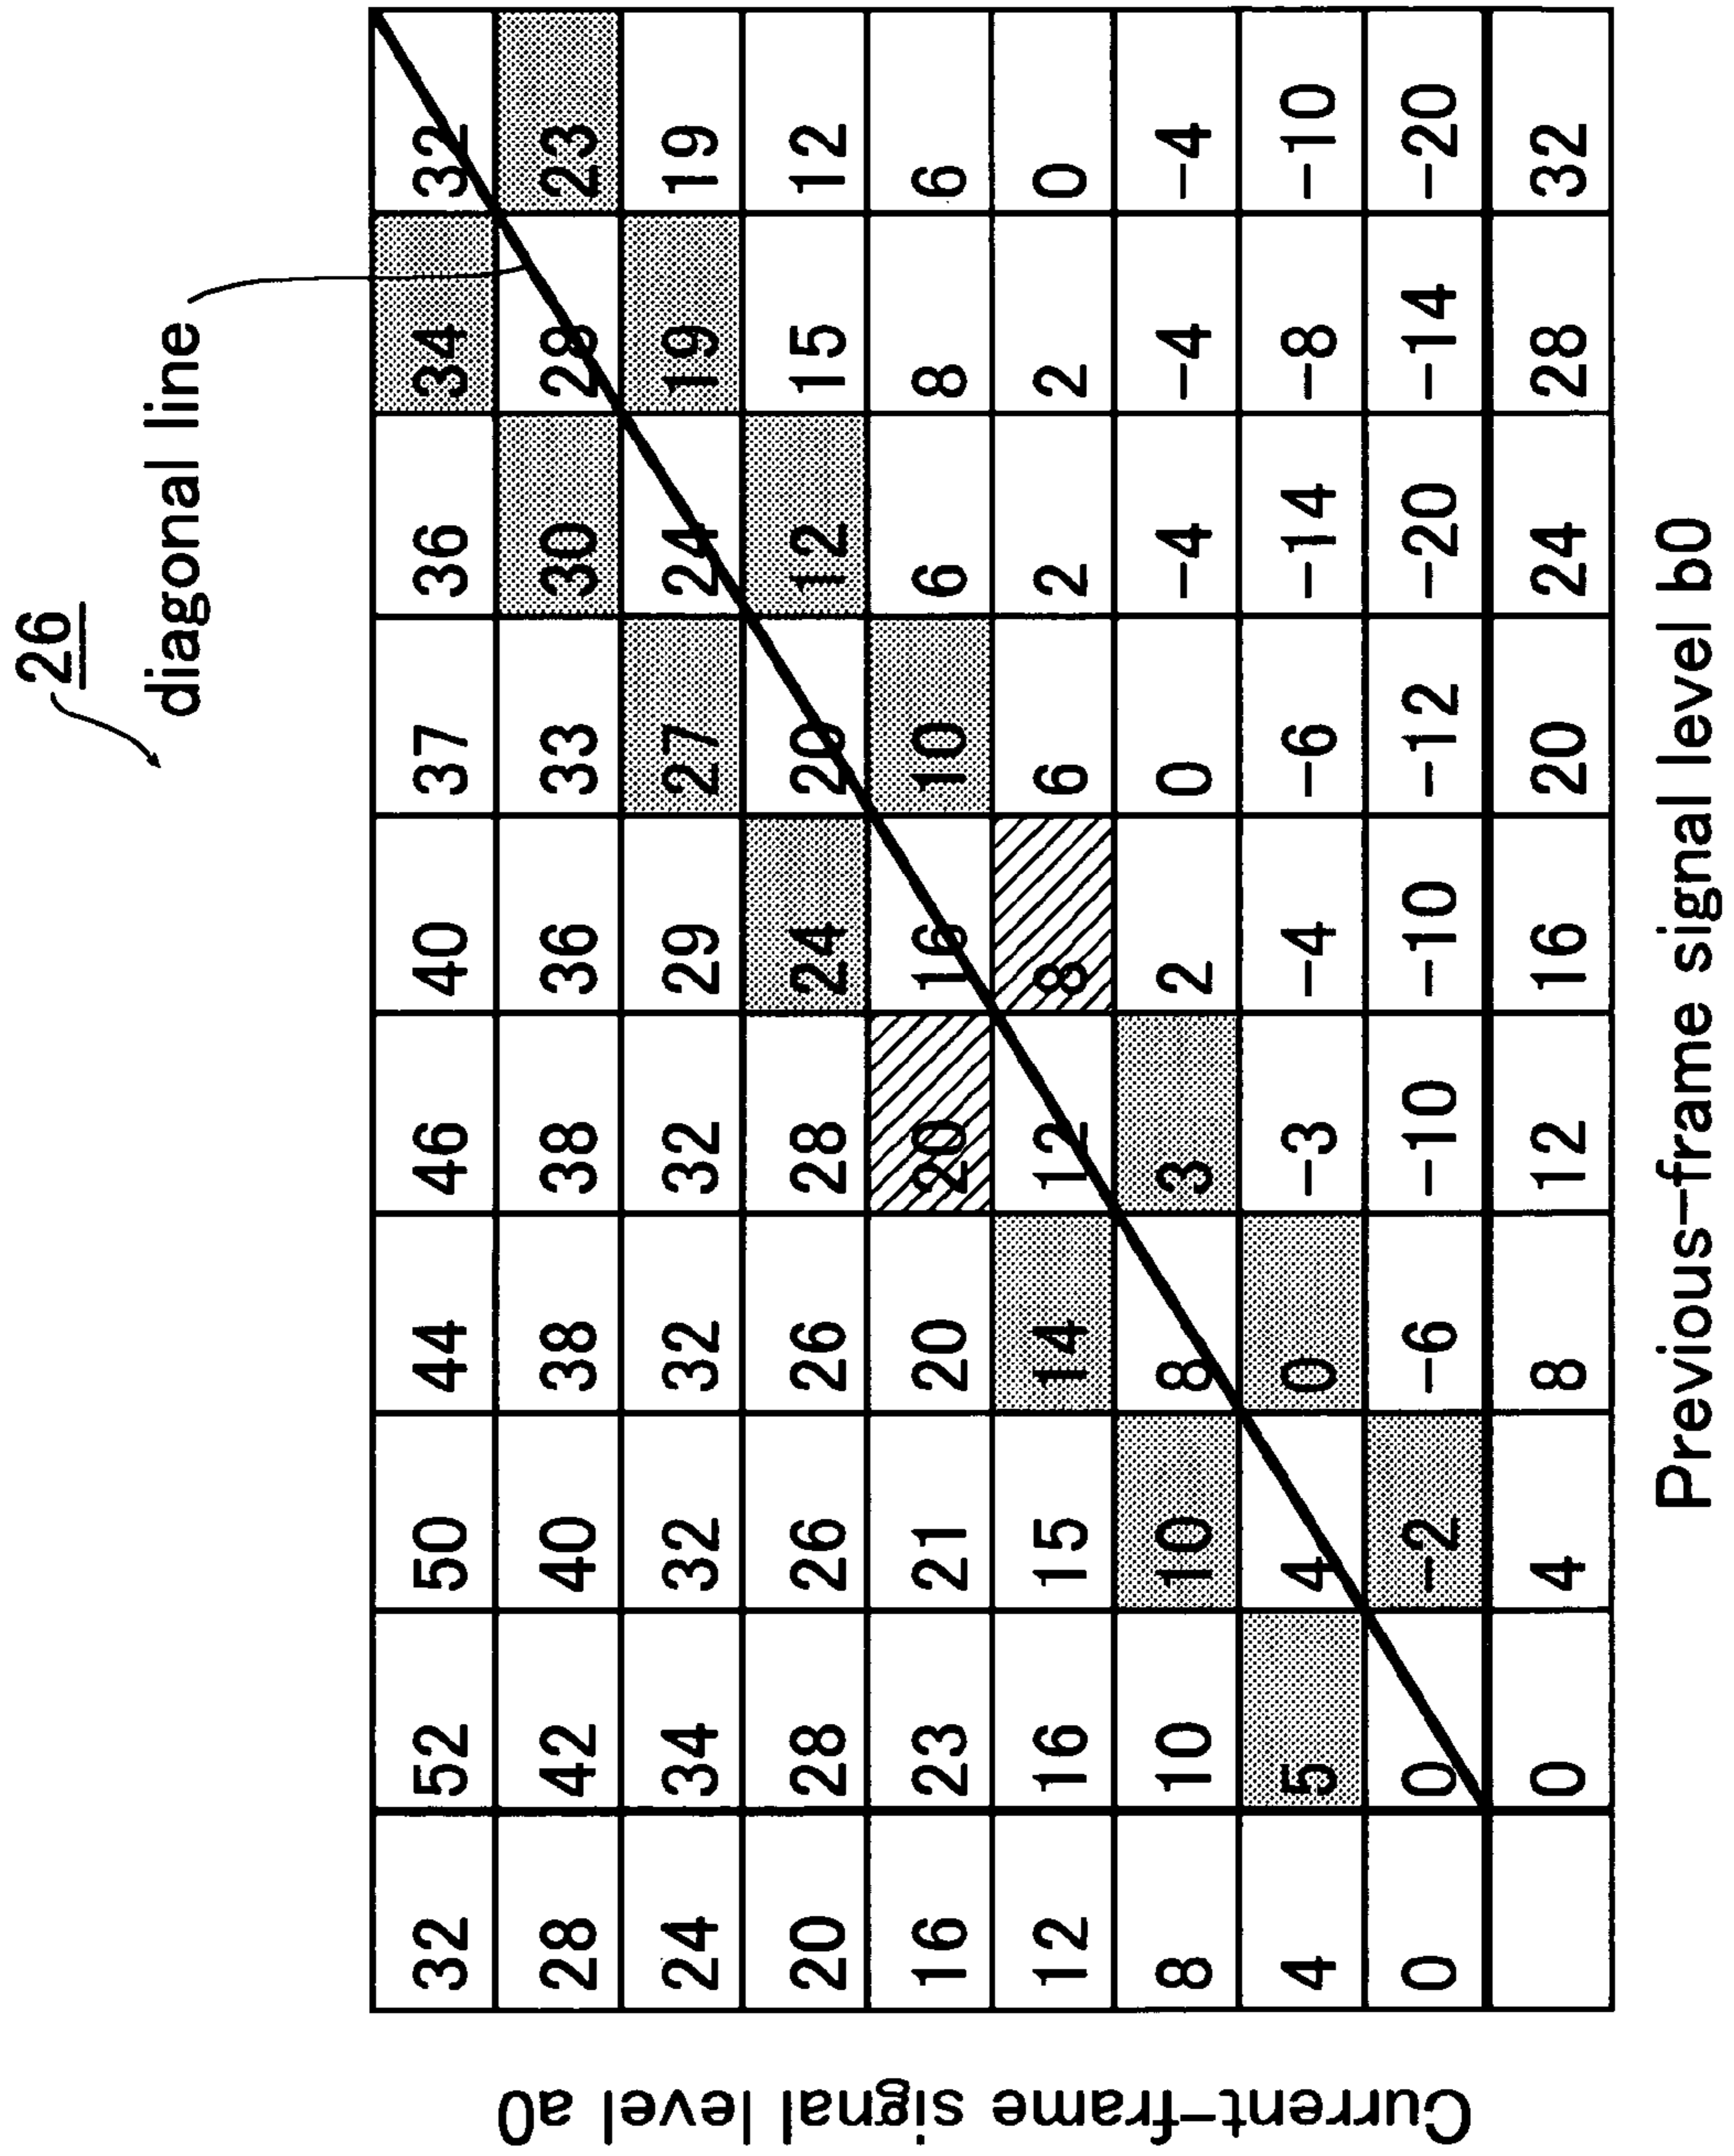 26
diagonal line
Current-frame signal level a0
32 52 50 44 46 40 37 36 34 32
28 42 40 38 38 36 33 30 28 23
24 34 32 32 32 29 27 24 19 19
20 28 26 26 28 24 20 12 15 12
16 23 21 20 20 16 10 6 8 6
12 16 15 14 12 8 6 2 2 0
8 10 10 8 3 2 0 -4 -4 -4
4 5 4 0 -3 -4 -6 -14 -8 -10
0 0 -2 -6 -10 -10 -12 -20 -14 -20
0 4 8 12 16 20 24 28 32
Previous-frame signal level b0